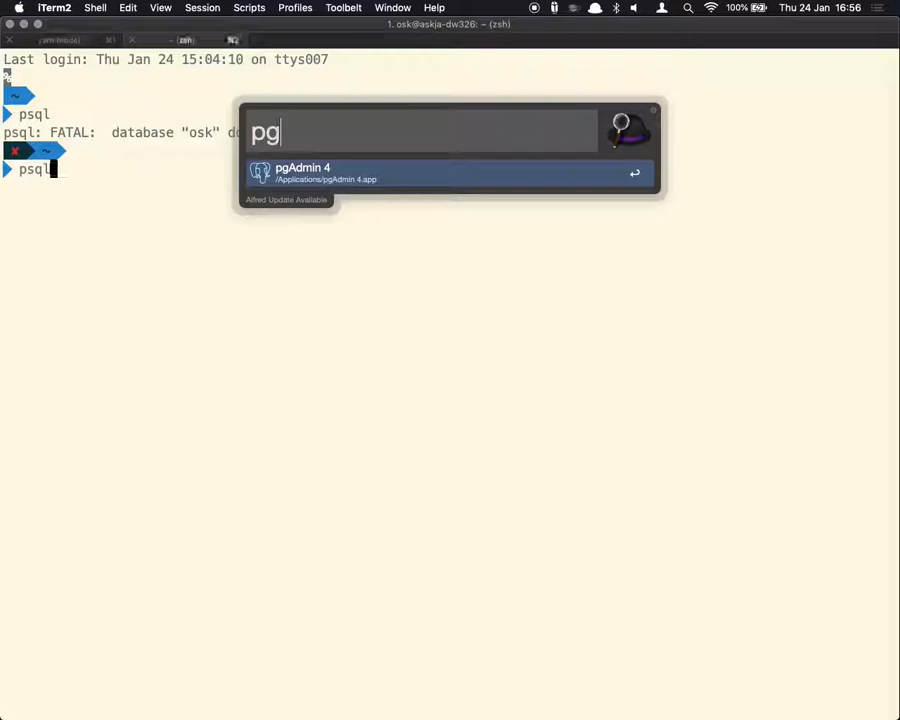 iTerm2 Shell Edit View Session Scripts Profiles Toolbelt Window Help 100% Thu 24 Jan 16:56
1. osk@askja-dw326: ~ (zsh)
Last login: Thu Jan 24 15:04:10 on ttys007
%
~
psql
psql: FATAL:  database "osk" do
✘ ~
psql
pg
pgAdmin 4
/Applications/pgAdmin 4.app
Alfred Update Available